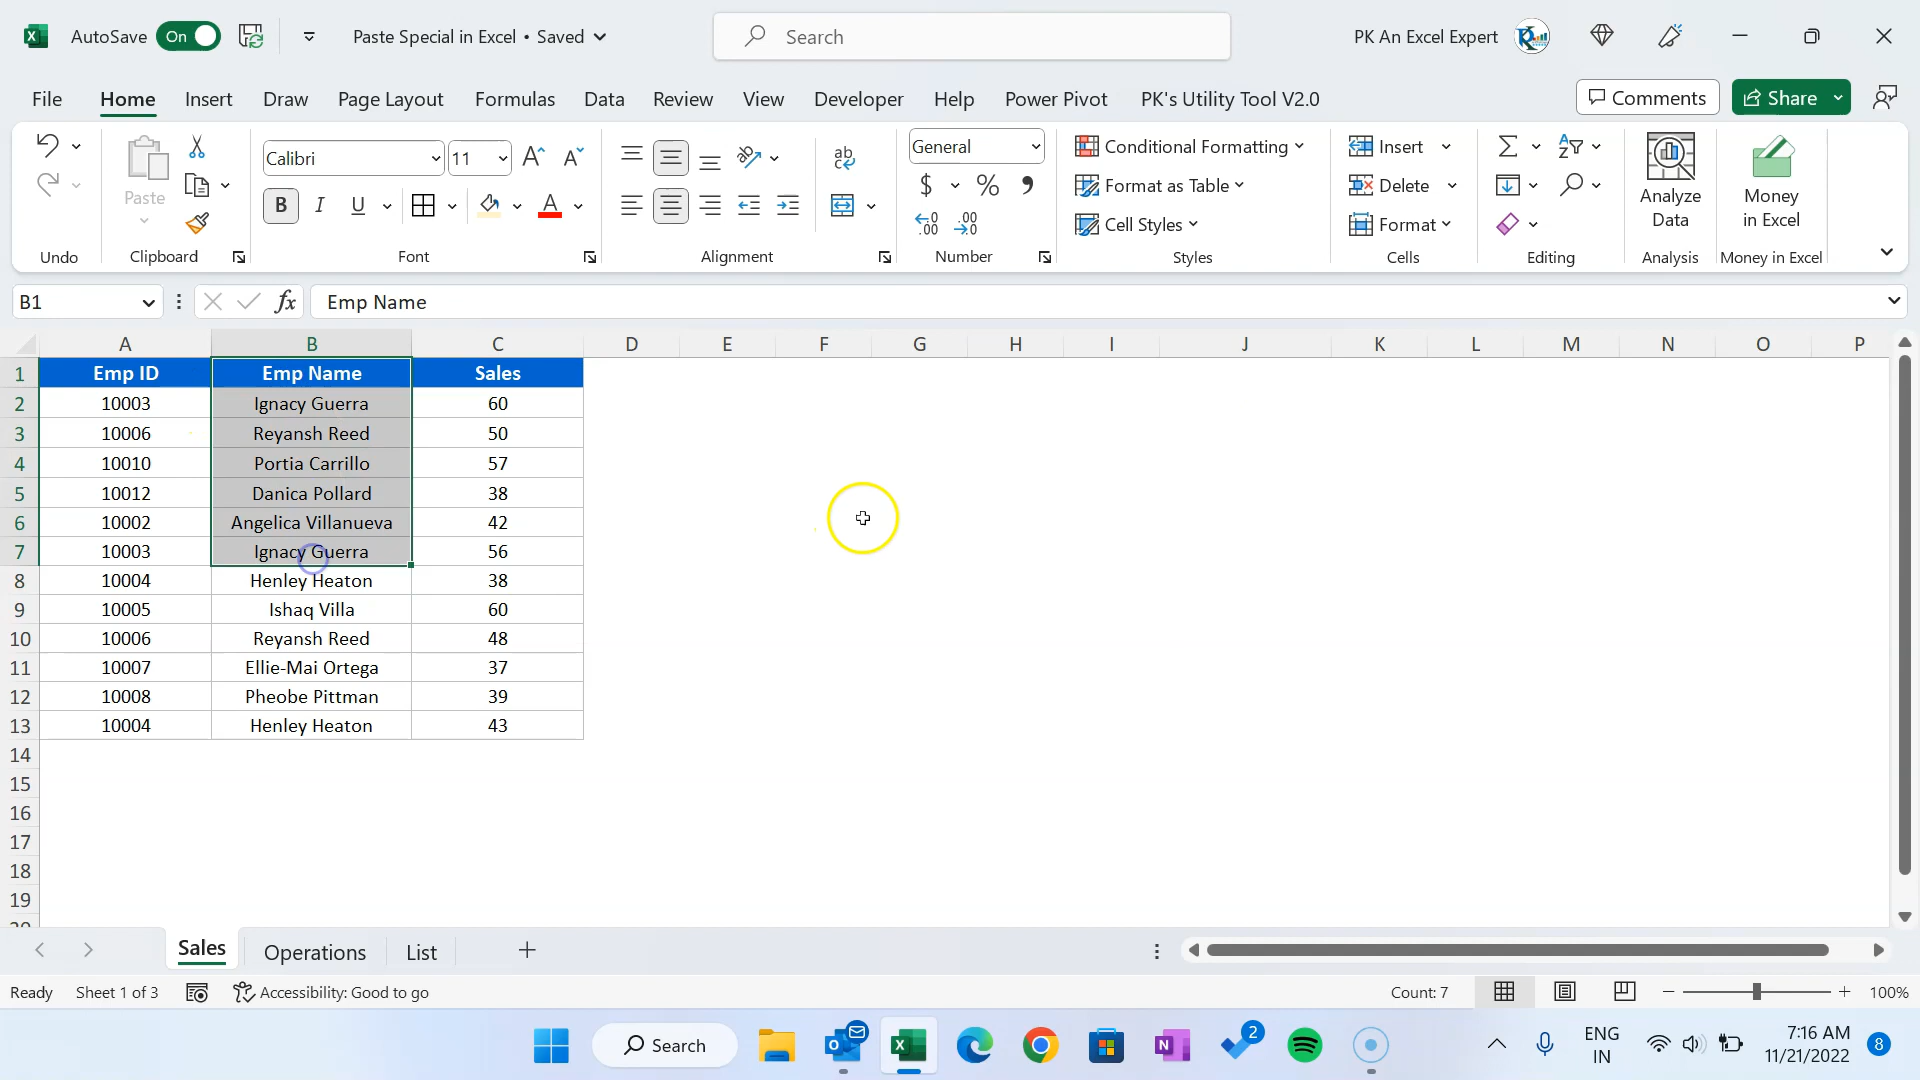 AutoSave On Paste Special in Excel • Saved Search PK An Excel Expert
File Home Insert Draw Page Layout Formulas Data Review View Developer Help Power Pivot PK's Utility Tool V2.0 Comments Share
Paste
Calibri 11
B I U A
ab
General
$ % 9
Conditional Formatting
Format as Table
Cell Styles
Insert
Delete
Format
Analyze
Data
Money
in Excel
Undo Clipboard Font Alignment Number Styles Cells Editing Analysis Money in Excel
B1 fx Emp Name
A B C D E F G H I J K L M N O P
1 Emp ID Emp Name Sales
2 10003 Ignacy Guerra 60
3 10006 Reyansh Reed 50
4 10010 Portia Carrillo 57
5 10012 Danica Pollard 38
6 10002 Angelica Villanueva 42
7 10003 Ignacy Guerra 56
8 10004 Henley Heaton 38
9 10005 Ishaq Villa 60
10 10006 Reyansh Reed 48
11 10007 Ellie-Mai Ortega 37
12 10008 Pheobe Pittman 39
13 10004 Henley Heaton 43
14
15
16
17
18
19
Sales Operations List
Ready Sheet 1 of 3 Accessibility: Good to go Count: 7 100%
Search 2 ENG
IN
7:16 AM
11/21/2022
8